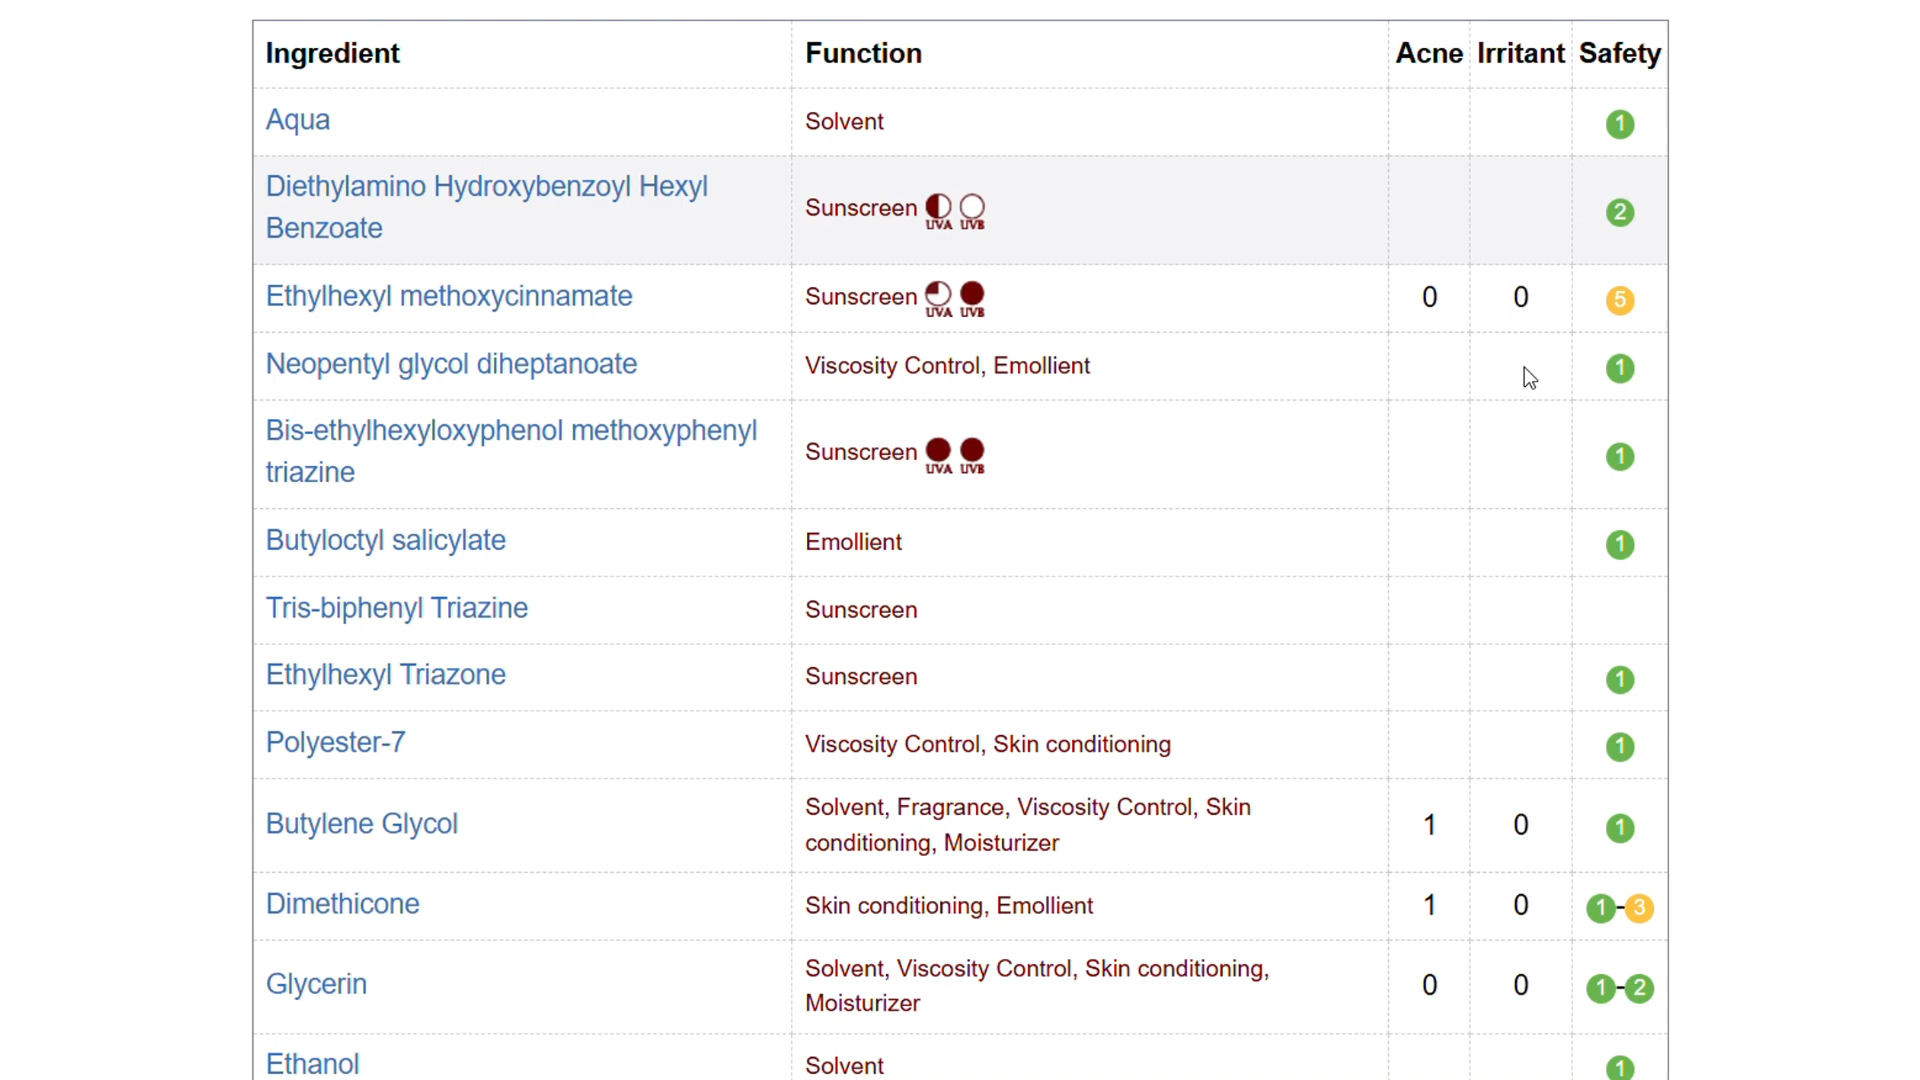 Ingredient Function Acne Irritant Safety
Aqua Solvent 1
Diethylamino Hydroxybenzoyl Hexyl
Benzoate Sunscreen UVA UVB 2
Ethylhexyl methoxycinnamate Sunscreen UVA UVB 0 0 5
Neopentyl glycol diheptanoate Viscosity Control, Emollient 1
Bis-ethylhexyloxyphenol methoxyphenyl
triazine Sunscreen UVA UVB 1
Butyloctyl salicylate Emollient 1
Tris-biphenyl Triazine Sunscreen
Ethylhexyl Triazone Sunscreen 1
Polyester-7 Viscosity Control, Skin conditioning 1
Butylene Glycol Solvent, Fragrance, Viscosity Control, Skin
conditioning, Moisturizer 1 0 1
Dimethicone Skin conditioning, Emollient 1 0 1-3
Glycerin Solvent, Viscosity Control, Skin conditioning,
Moisturizer 0 0 1-2
Ethanol Solvent 1